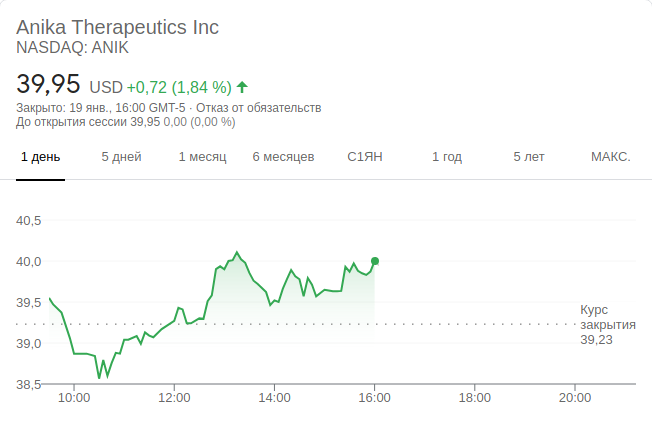 Anika Therapeutics Inc
NASDAQ: ANIK
39,95 USD +0,72 (1,84 %)
Закрыто: 19 янв., 16:00 GMT-5 · Отказ от обязательств
До открытия сессии 39,95 0,00 (0,00 %)
1 день 5 дней 1 месяц 6 месяцев С1ЯН 1 год 5 лет МАКС.
40,5
40,0
39,5
Курс
закрытия
39,23
39,0
38,5
10:00 12:00 14:00 16:00 18:00 20:00